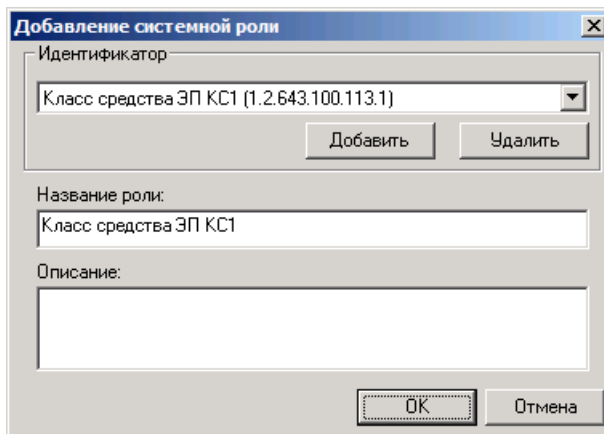 Добавление системной роли
Идентификатор
Класс средства ЭП КС1 (1.2.643.100.113.1)
Добавить Удалить
Название роли:
Класс средства ЭП КС1
Описание:
OK Отмена